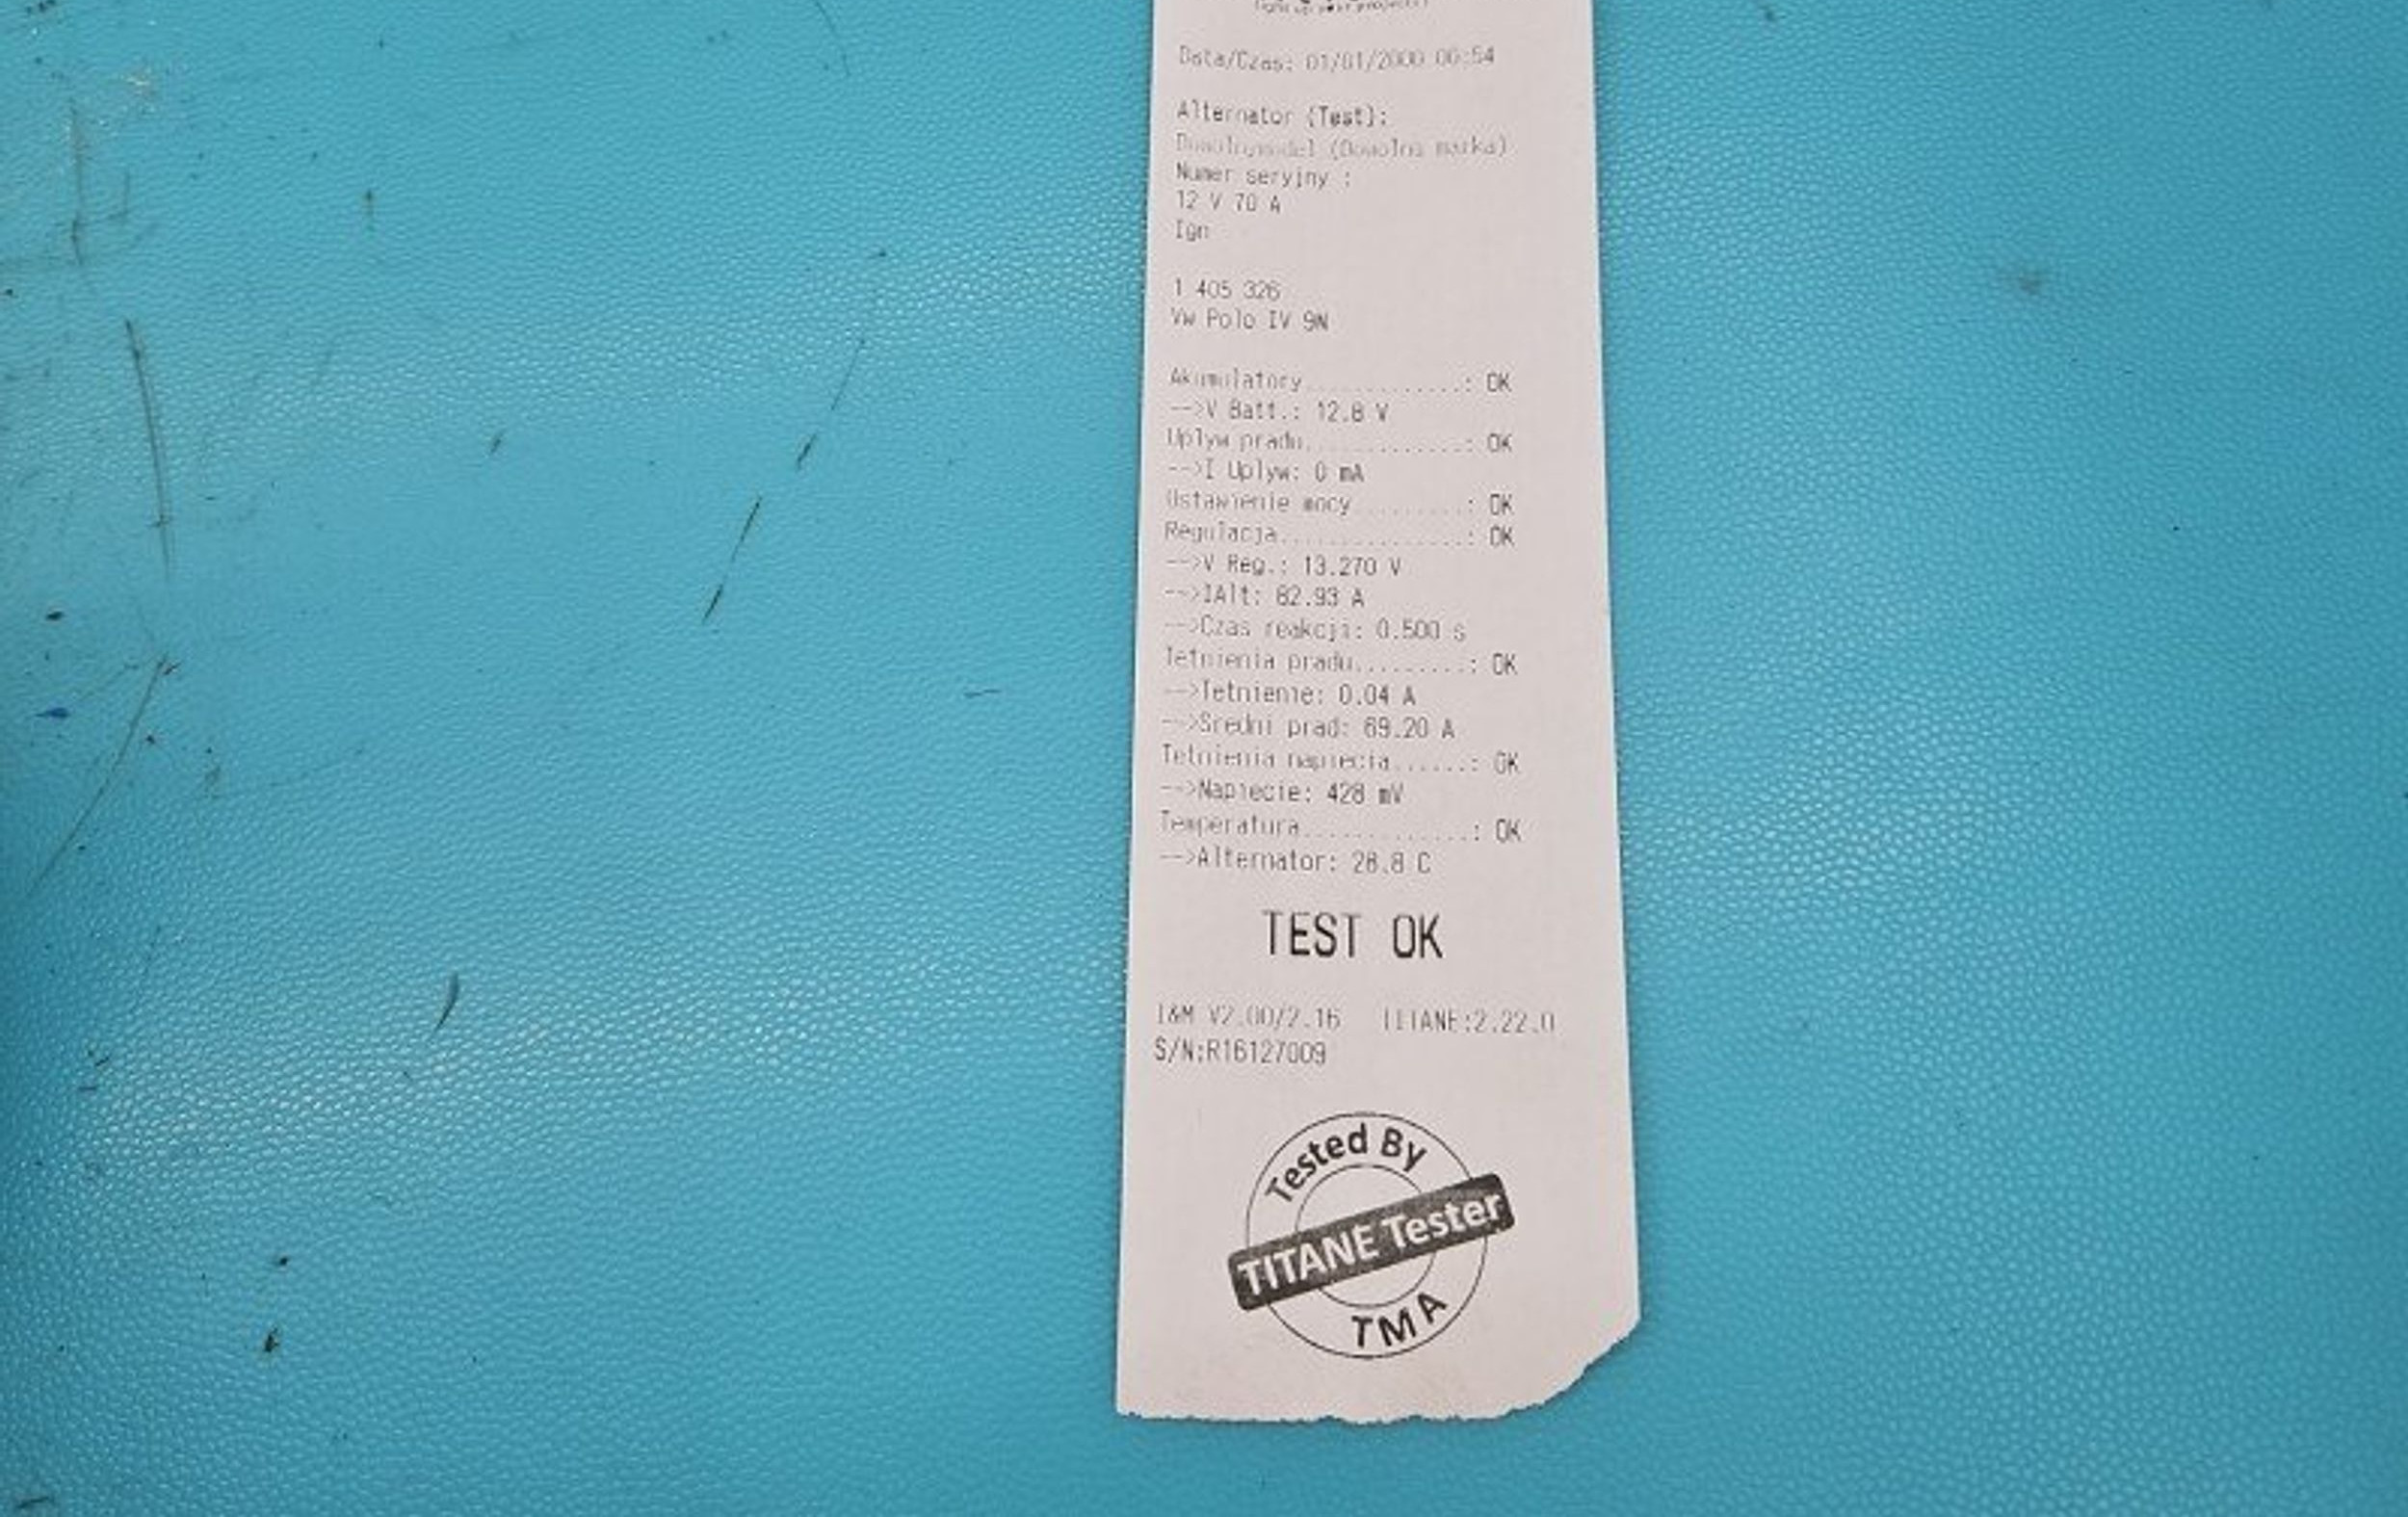 Data/Czas: 01/01/2000 00:54
Alternator (Test):
(Dowolna marka)
Numer seryjny :
12 V 70 A
Ign
1 405 326
Vw Polo IV 9N
Akumulatory.............: OK
-->V Batt.: 12.8 V
Uplyw pradu.............: OK
-->I Uplyw: 0 mA
Ustawienie mocy.........: OK
Regulacja...............: OK
-->V Reg.: 13.270 V
-->IAlt: 82.93 A
-->Czas reakcji: 0.500 s
Tetnienia pradu.........: OK
-->Tetnienie: 0.04 A
-->Sredni prad: 69.20 A
Tetnienia napiecia......: OK
-->Napiecie: 428 mV
Temperatura.............: OK
-->Alternator: 28.8 C
TEST OK
I&M V2.00/2.16 TITANE:2.22.0
S/N:R16127009
Tested By
TITANE Tester
TMA